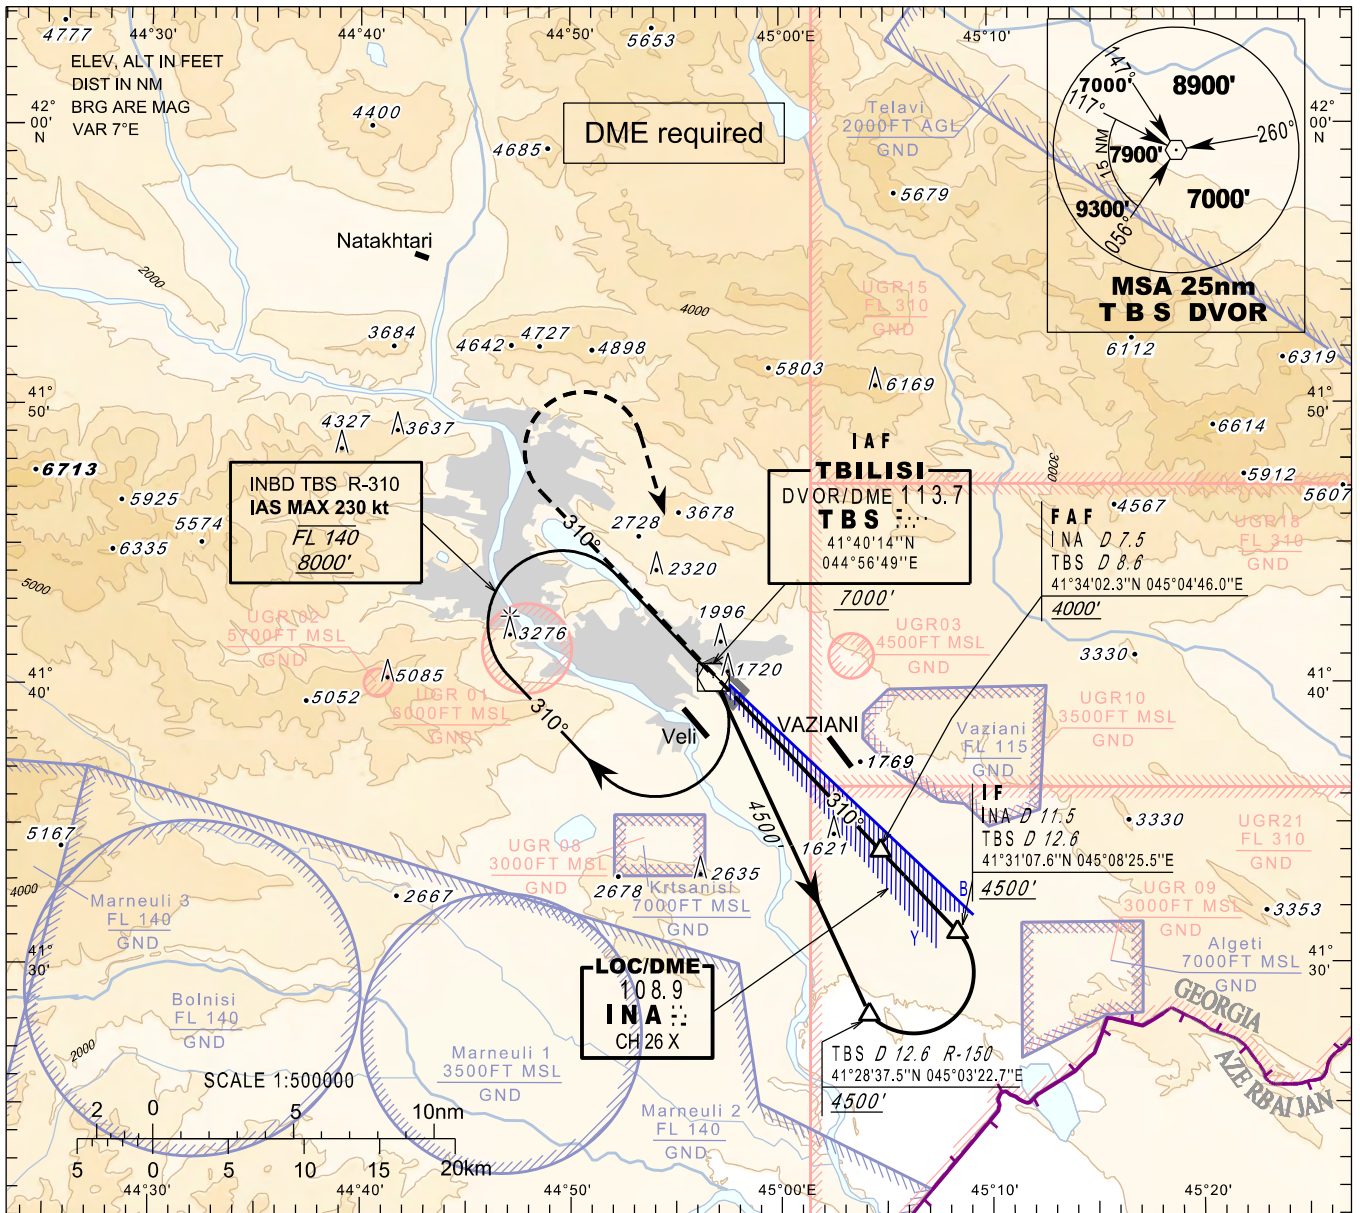 44°40'
44°50'
45°00'E
45°10'
4777
5653
ELEV, ALT IN FEET
DIST IN NM
BRG ARE MAG
VAR 7°E
42°
00'
N
4400
4685
DME required
Telavi
2000FT AGL
GND
5679
147°
7000'
117°
8900'
260°
15 NM
7900'
9300'
056°
7000'
MSA 25nm
TBS DVOR
42°
00'
N
Natakhtari
2000
4000
UGR15
FL 310
GND
3684
4642
4727
4898
5803
6169
6112
6319
41°
50'
41°
50'
4327
3637
6713
5925
5574
6335
5000
INBD TBS R-310
IAS MAX 230 kt
FL 140
8000'
310°
2728
3678
2320
IAF
TBILISI
DVOR/DME 113.7
TBS
41°40'14"N
044°56'49"E
7000'
3000
6614
5912
5607
4567
UGR18
FL 310
GND
FAF
INA D 7.5
TBS D 8.6
41°34'02.3"N 045°04'46.0"E
4000'
UGR 02
5700FT MSL
GND
3276
1996
1720
UGR03
4500FT MSL
GND
3330
41°
40'
41°
40'
5085
5052
UGR 01
6000FT MSL
GND
310°
Veli
VAZIANI
1769
Vaziani
FL 115
GND
UGR10
3500FT MSL
GND
4500'
310°
1621
IF
INA D 11.5
TBS D 12.6
41°31'07.6"N 045°08'25.5"E
4500'
3330
UGR21
FL 310
GND
5167
4000
Marneuli 3
FL 140
GND
UGR 08
3000FT MSL
GND
2678
2635
Krtsanisi
7000FT MSL
GND
2667
B
Y
UGR 09
3000FT MSL
GND
3353
Algeti
7000FT MSL
GND
41°
30'
41°
30'
LOC/DME
108.9
INA
CH 26 X
Bolnisi
FL 140
GND
2000
Marneuli 1
3500FT MSL
GND
Marneuli 2
FL 140
GND
TBS D 12.6 R-150
41°28'37.5"N 045°03'22.7"E
4500'
GEORGIA
AZERBAIJAN
SCALE 1:500000
2 0 5 10nm
5 0 5 10 15 20km
44°30'
44°40'
44°50'
45°00'E
45°10'
45°20'